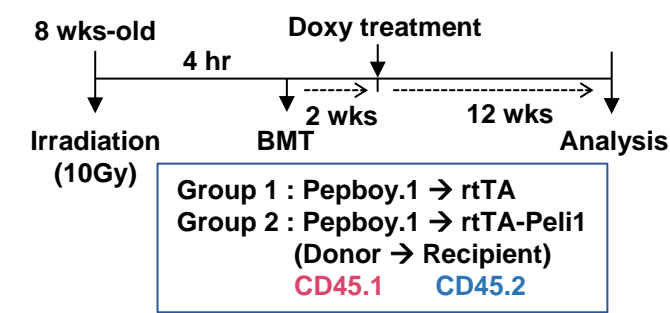 8 wks-old
Doxy treatment
4 hr
2 wks
12 wks
Irradiation
(10Gy)
BMT
Analysis
Group 1 : Pepboy.1 → rtTA
Group 2 : Pepboy.1 → rtTA-Peli1
(Donor → Recipient)
CD45.1 CD45.2